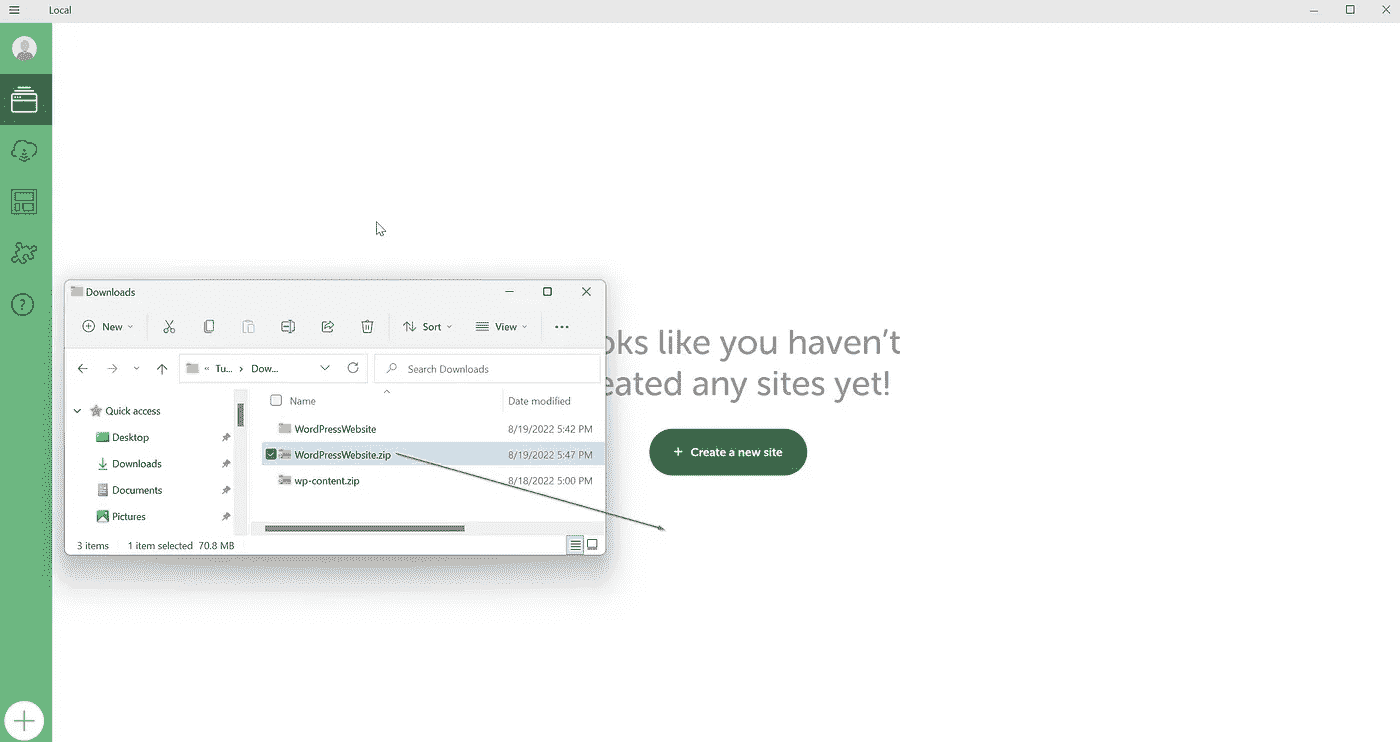 Local
oks like you haven't
eated any sites yet!
+ Create a new site
Downloads
New
Sort
View
« Tu... › Dow...
Search Downloads
Name Date modified
Quick access
Desktop
Downloads
Documents
Pictures
WordPressWebsite 8/19/2022 5:42 PM
WordPressWebsite.zip 8/19/2022 5:47 PM
wp-content.zip 8/18/2022 5:00 PM
3 items 1 item selected 70.8 MB